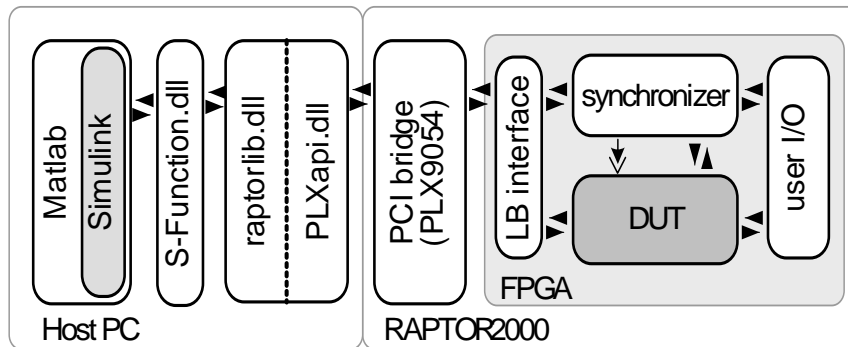 Matlab
Simulink
S-Function.dll
raptorlib.dll
PLXapi.dll
PCI bridge
(PLX9054)
LB interface
synchronizer
DUT
user I/O
FPGA
Host PC
RAPTOR2000